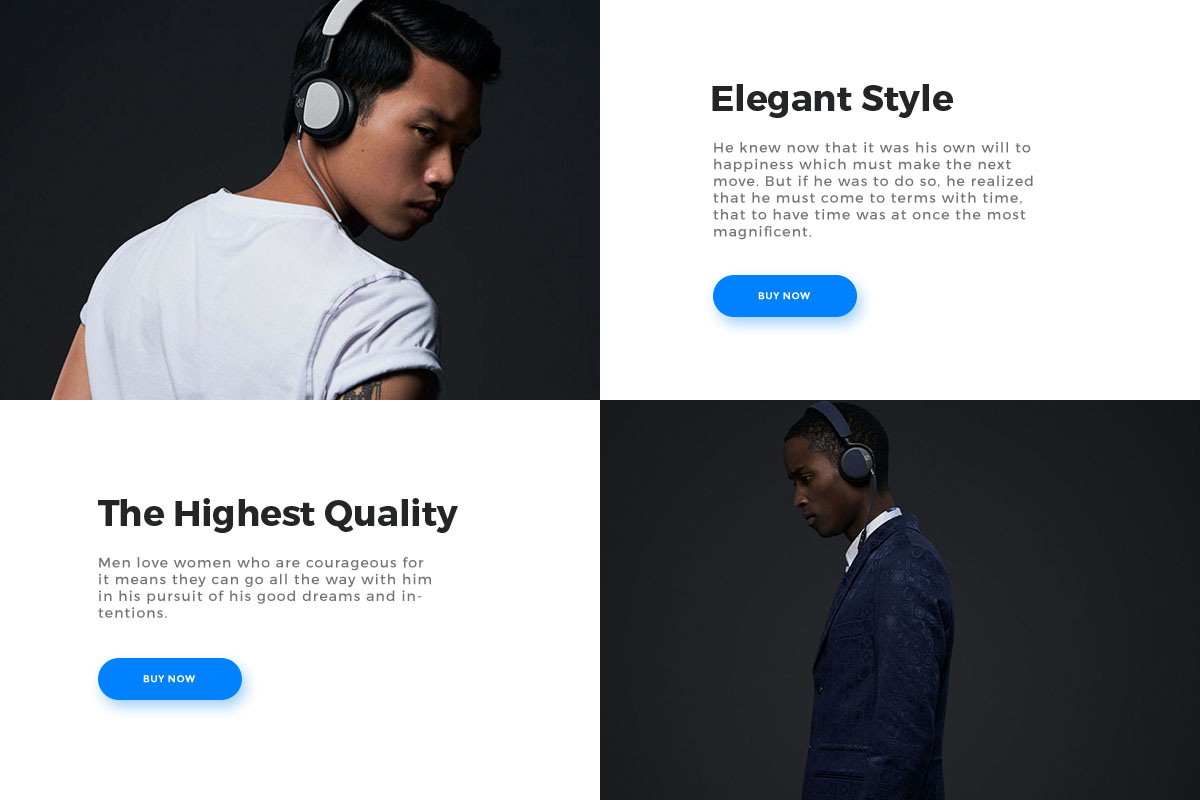 Elegant Style
He knew now that it was his own will to
happiness which must make the next
move. But if he was to do so, he realized
that he must come to terms with time,
that to have time was at once the most
magnificent.
BUY NOW
The Highest Quality
Men love women who are courageous for
it means they can go all the way with him
in his pursuit of his good dreams and in-
tentions.
BUY NOW